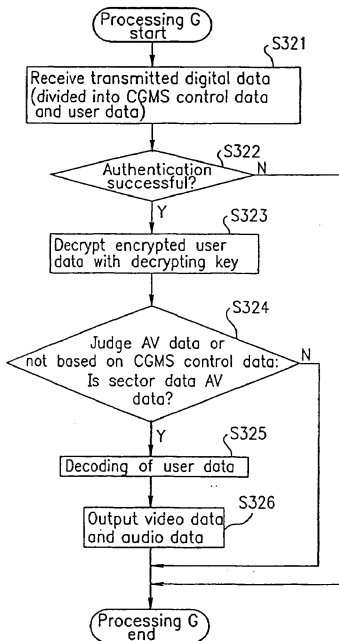 Processing G
start
S321
Receive transmitted digital data
(divided into CGMS control data
and user data)
S322
Authentication
successful?
N
Y
S323
Decrypt encrypted user
data with decrypting key
S324
Judge AV data or
not based on CGMS control data:
Is sector data AV
data?
N
Y
S325
Decoding of user data
S326
Output video data
and audio data
Processing G
end